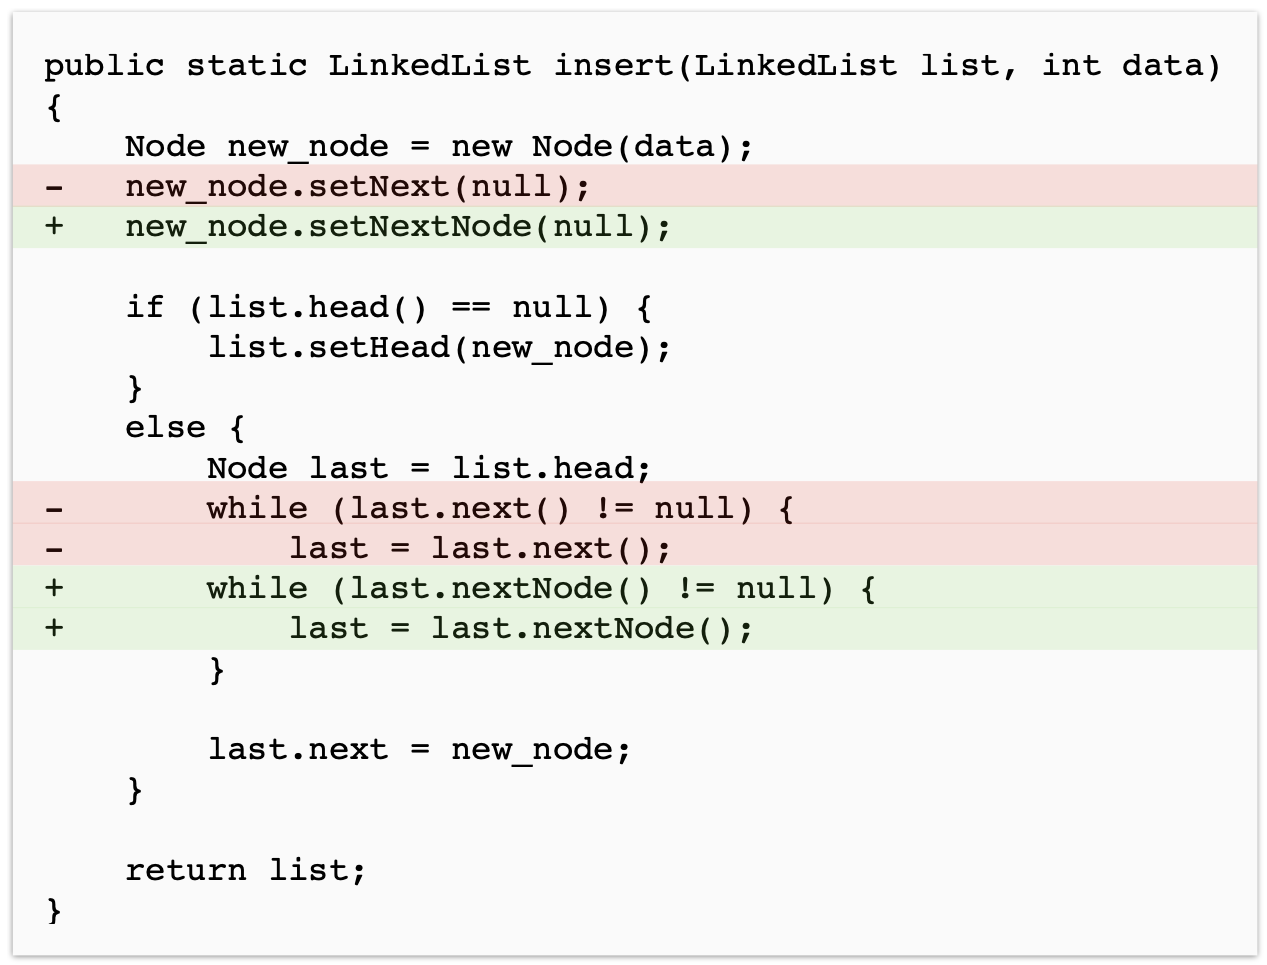 public static LinkedList insert(LinkedList list, int data)
{
    Node new_node = new Node(data);
-   new_node.setNext(null);
+   new_node.setNextNode(null);

    if (list.head() == null) {
        list.setHead(new_node);
    }
    else {
        Node last = list.head;
-       while (last.next() != null) {
-           last = last.next();
+       while (last.nextNode() != null) {
+           last = last.nextNode();
        }

        last.next = new_node;
    }

    return list;
}